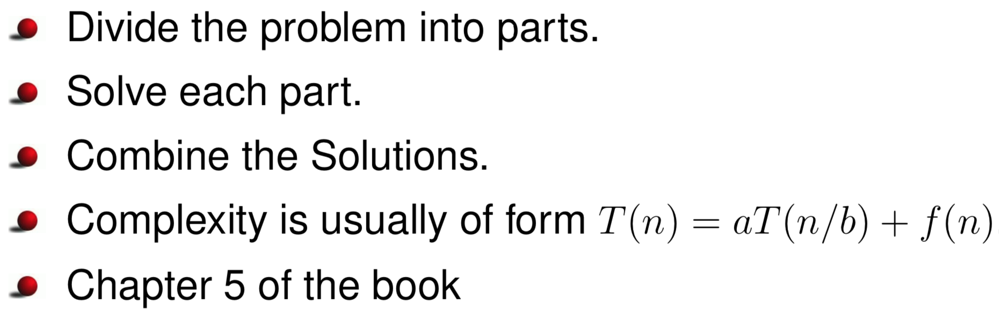 Divide the problem into parts.
Solve each part.
Combine the Solutions.
Complexity is usually of form T(n) = aT(n/b) + f(n)
Chapter 5 of the book